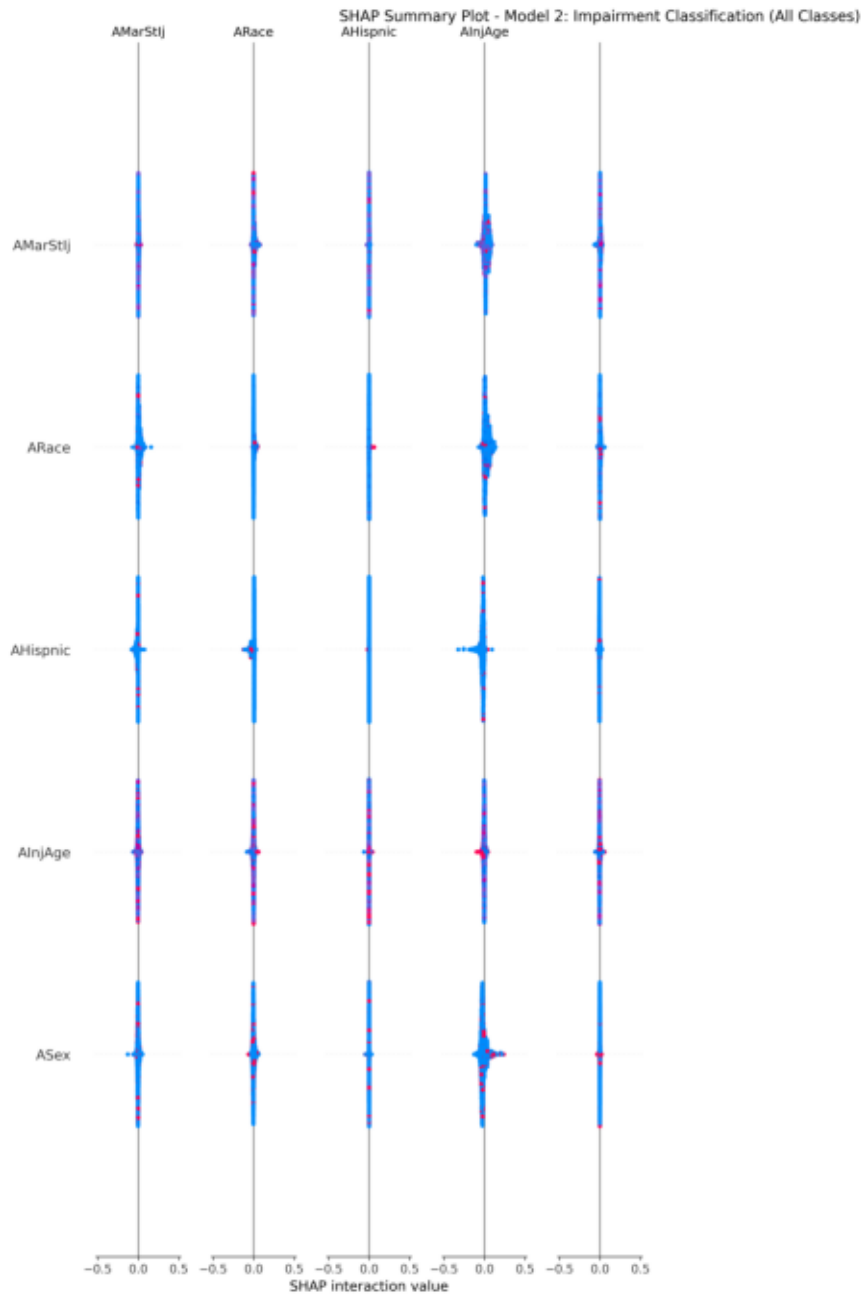 SHAP Summary Plot - Model 2: Impairment Classification (All Classes)
AMarStIj ARace AHispnic AInjAge
AMarStIj
ARace
AHispnic
AInjAge
ASex
−0.5 0.0 0.5 −0.5 0.0 0.5 −0.5 0.0 0.5 −0.5 0.0 0.5 −0.5 0.0 0.5
SHAP interaction value